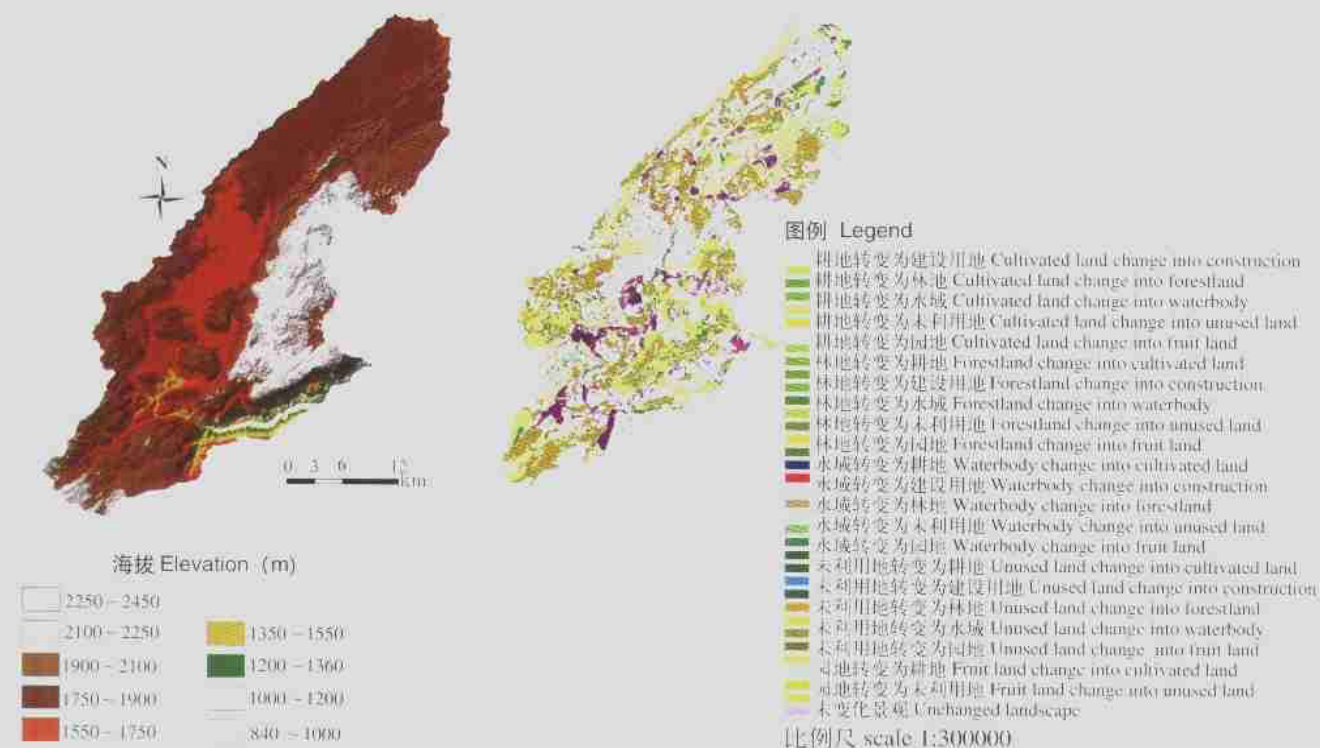 N
0 3 6 12
km
海拔 Elevation (m)
2250~2450
2100~2250
1900~2100
1750~1900
1550~1750
1350~1550
1200~1360
1000~1200
840~1000
图例 Legend
耕地转变为建设用地 Cultivated land change into construction
耕地转变为林地 Cultivated land change into forestland
耕地转变为水域 Cultivated land change into waterbody
耕地转变为未利用地 Cultivated land change into unused land
耕地转变为园地 Cultivated land change into fruit land
林地转变为耕地 Forestland change into cultivated land
林地转变为建设用地 Forestland change into construction
林地转变为水域 Forestland change into waterbody
林地转变为未利用地 Forestland change into unused land
林地转变为园地 Forestland change into fruit land
水域转变为耕地 Waterbody change into cultivated land
水域转变为建设用地 Waterbody change into construction
水域转变为林地 Waterbody change into forestland
水域转变为未利用地 Waterbody change into unused land
水域转变为园地 Waterbody change into fruit land
未利用地转变为耕地 Unused land change into cultivated land
未利用地转变为建设用地 Unused land change into construction
未利用地转变为林地 Unused land change into forestland
未利用地转变为水域 Unused land change into waterbody
未利用地转变为园地 Unused land change into fruit land
园地转变为耕地 Fruit land change into cultivated land
园地转变为未利用地 Fruit land change into unused land
未变化景观 Unchanged landscape
比例尺 scale 1:300000